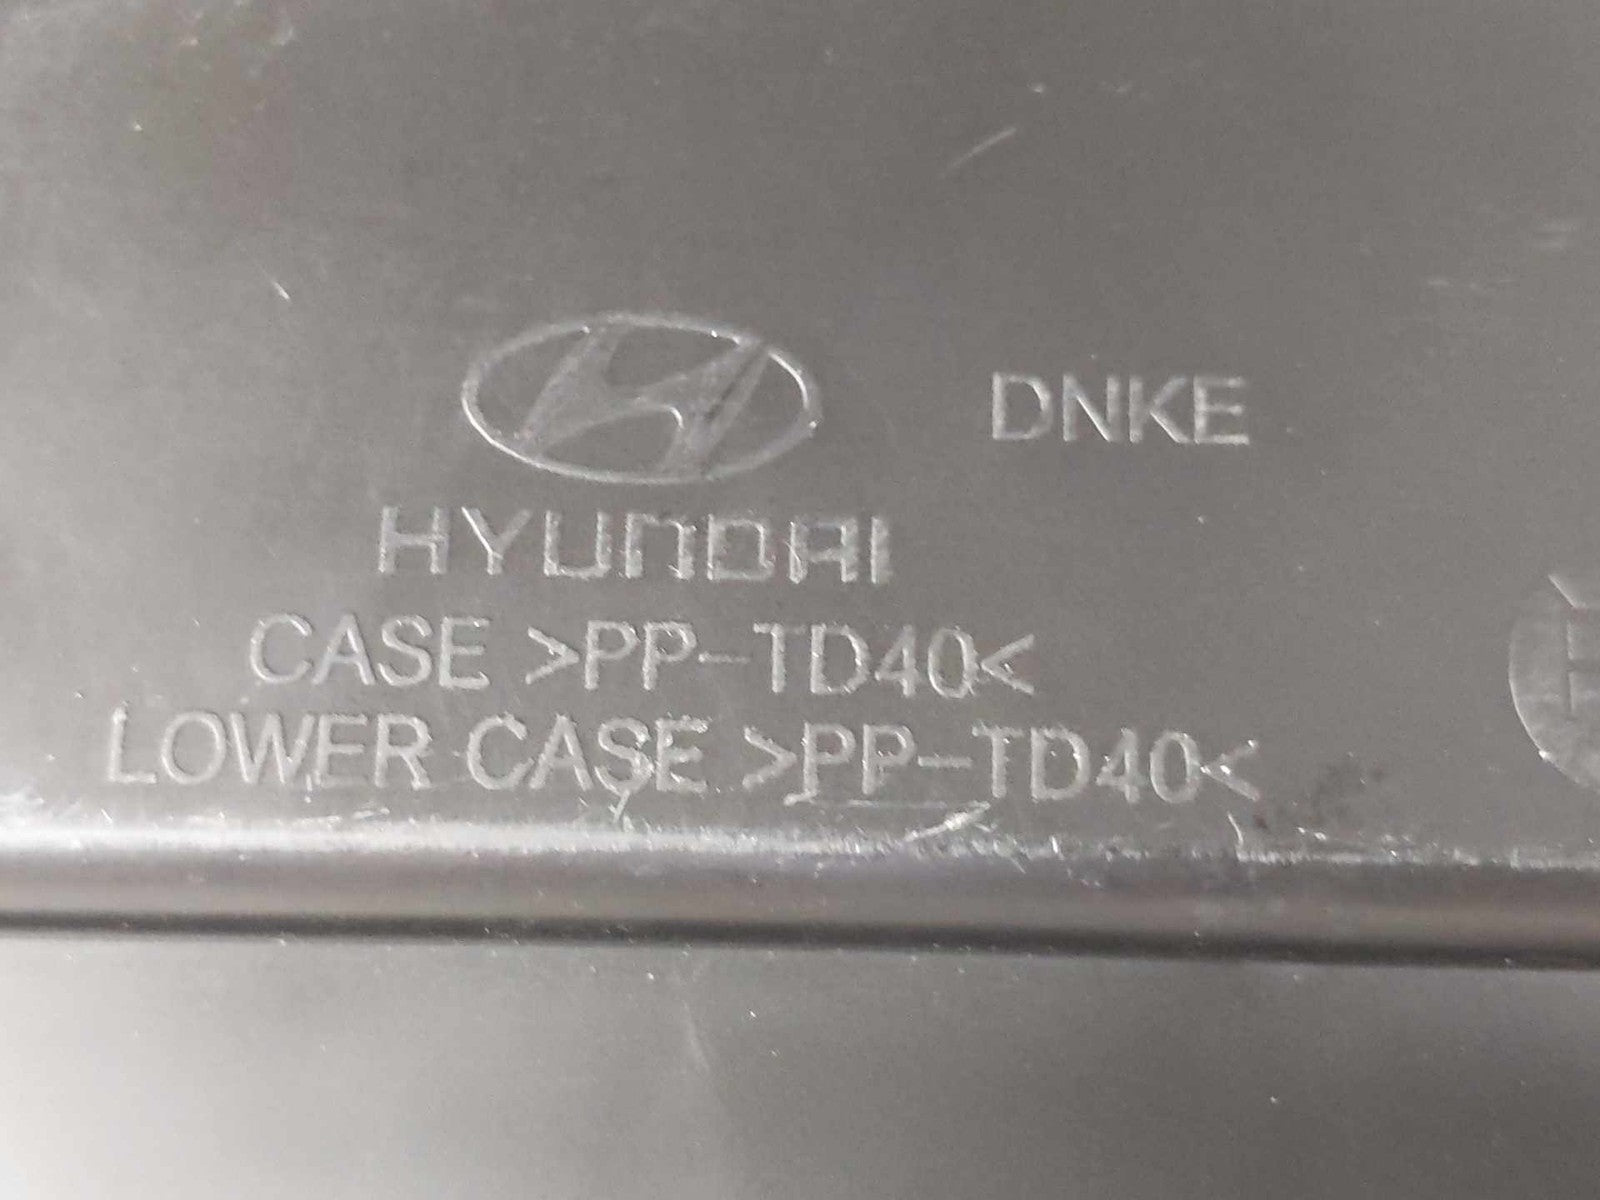 DNKE
HYUNDAI
CASE >PP-TD40<
LOWER CASE >PP-TD40<